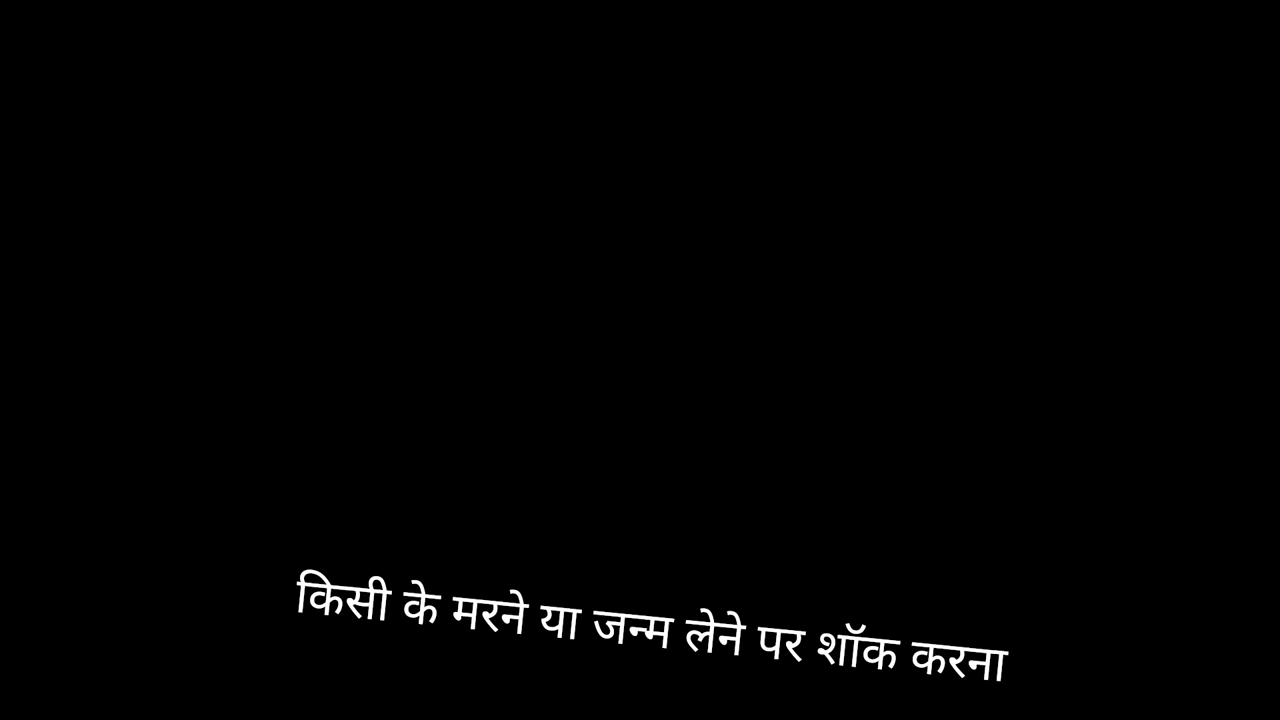 किसी के मरने या जन्म लेने पर शॉक करना